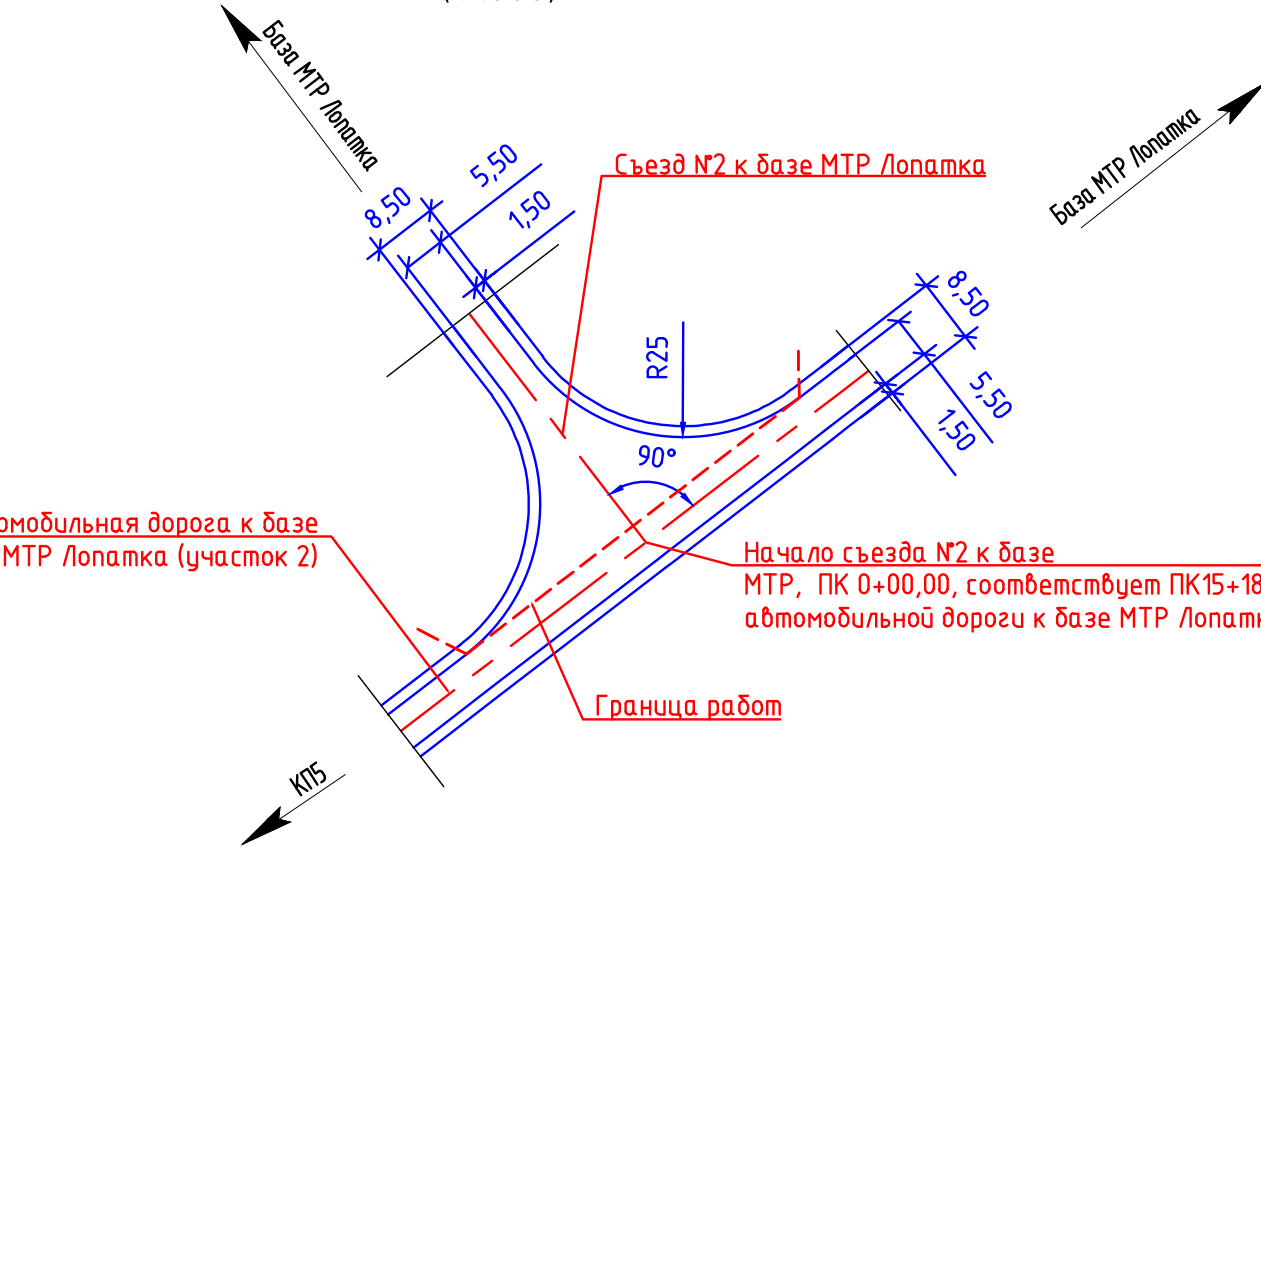 База МТР Лопатка
База МТР Лопатка
Съезд №2 к базе МТР Лопатка
5,50
8,50
1,50
8,50
R25
5,50
1,50
90°
дорога к базе
МТР Лопатка (участок 2)
Начало съезда №2 к базе
МТР, ПК 0+00,00, соответствует ПК15+18
автомобильной дороги к базе МТР
Граница работ
КП5